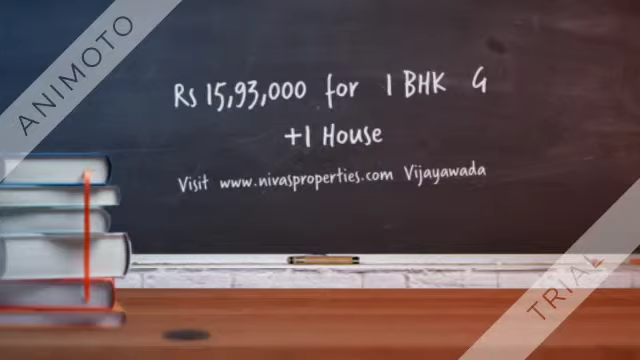 ANIMOTO
Rs 15,93,000 for 1 BHK G
+1 House
Visit www.nivasproperties.com Vijayawada
TRIAL